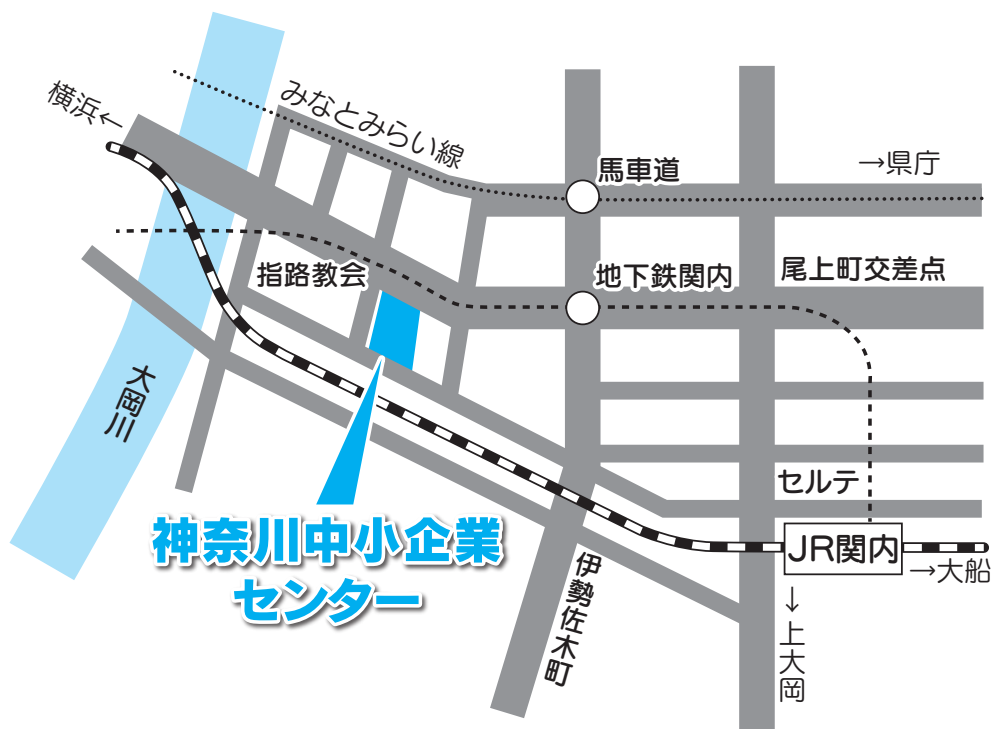 横浜←
みなとみらい線
馬車道
→県庁
指路教会
地下鉄関内
尾上町交差点
大岡川
セルテ
神奈川中小企業
センター
JR関内
→大船
伊勢佐木町
↓上大岡